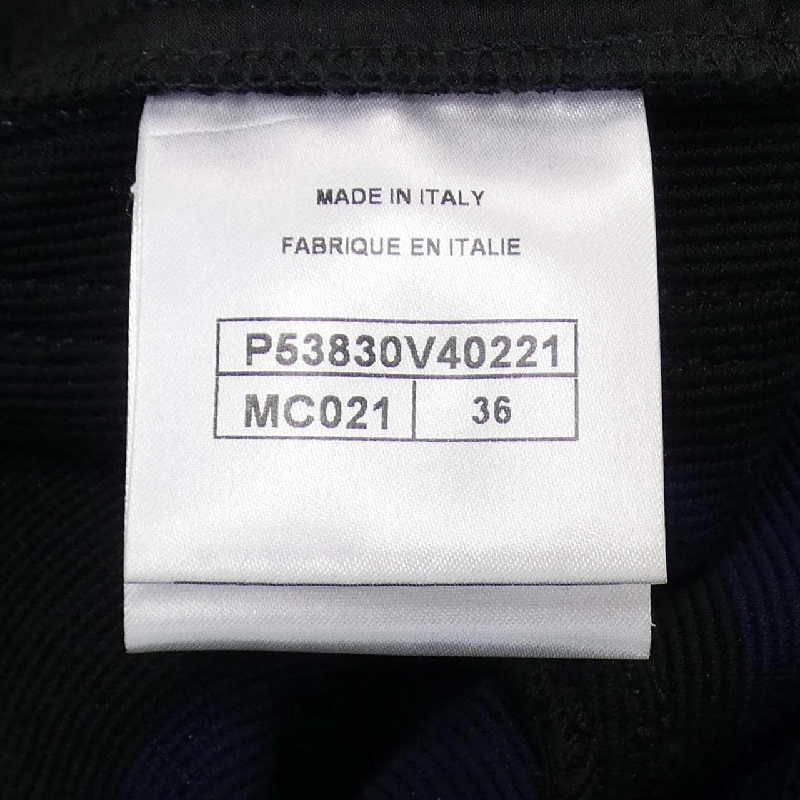 MADE IN ITALY
FABRIQUE EN ITALIE
P53830V40221
MC021 36